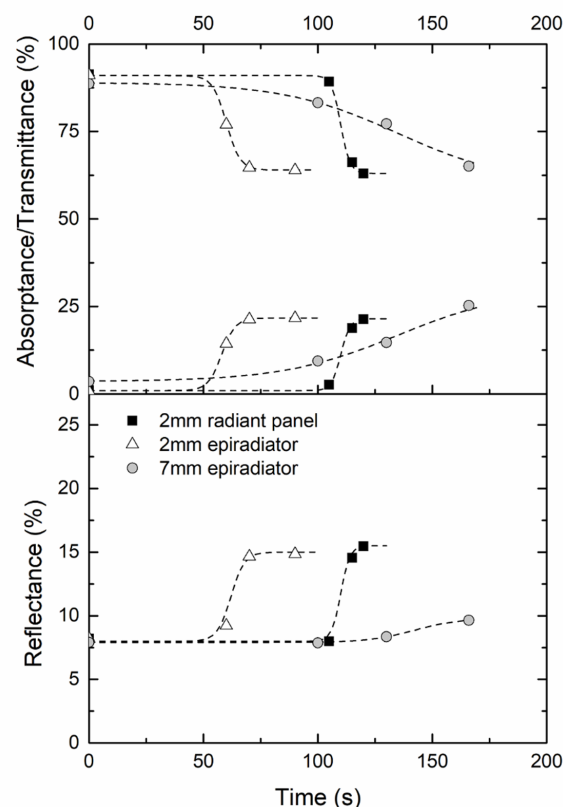 0 50 100 150 200
100
75
50
25
0
Absorptance/Transmittance (%)
2mm radiant panel
2mm epiradiator
7mm epiradiator
25
20
15
10
5
0
Reflectance (%)
0 50 100 150 200
Time (s)